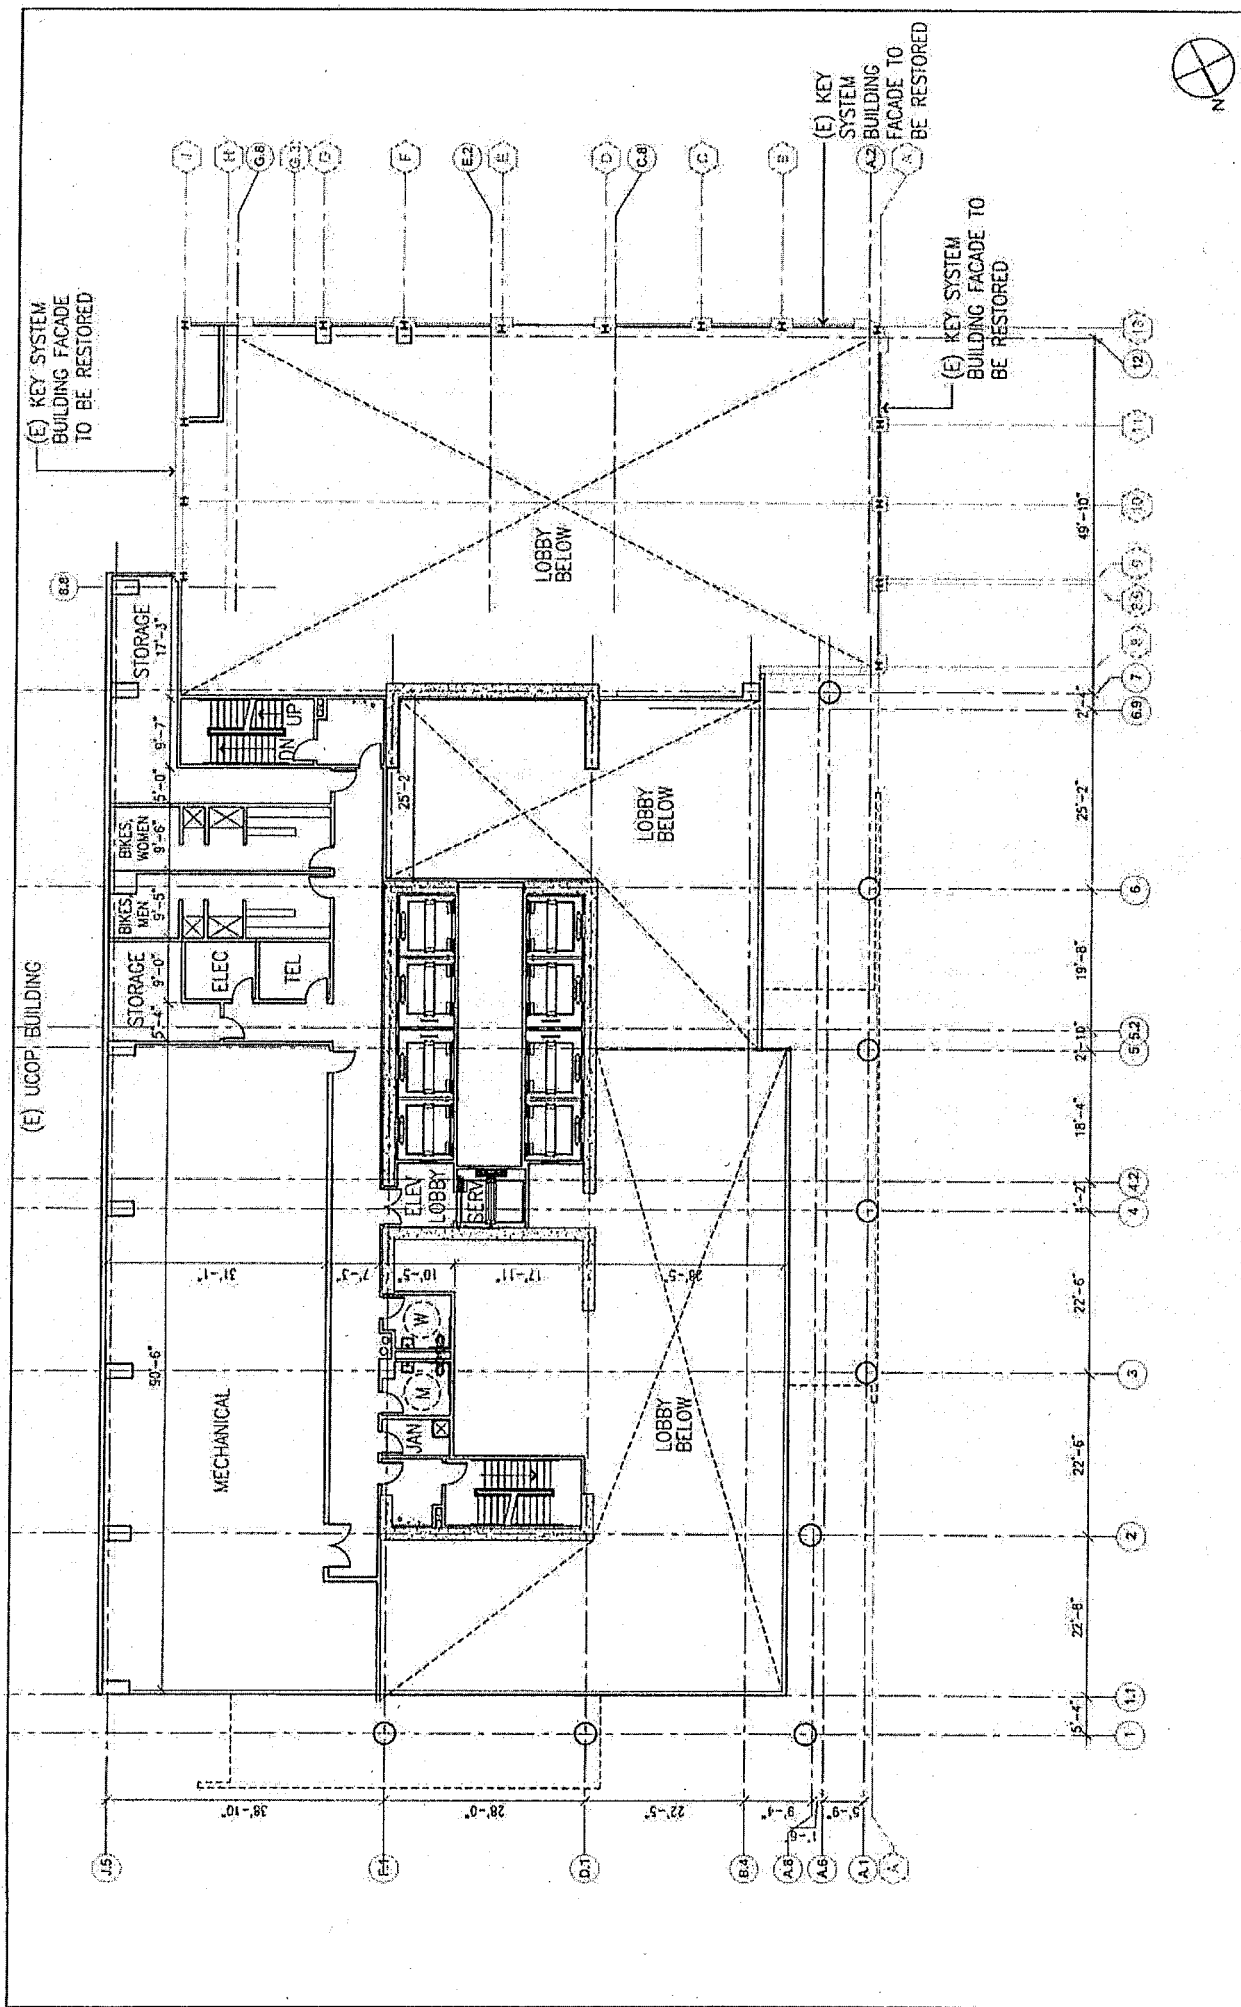 (E) KEY
SYSTEM
BUILDING
FACADE TO
BE RESTORED
N
J
H
G.8
G.3
G
F
E.2
E
D
C.8
C
B
A.2
A
(E) KEY SYSTEM
BUILDING FACADE
TO BE RESTORED
(E) KEY SYSTEM
BUILDING FACADE TO
BE RESTORED
13
12
11
10
9
8
7
6.9
49'-10"
8.8
LOBBY
BELOW
STORAGE
17'-3"
9'-7"
5'-0"
UP
DN
25'-2"
LOBBY
BELOW
25'-2"
BIKES,
WOMEN
9'-6"
BIKES,
MEN
9'-5"
6
STORAGE
9'-0"
5'-4"
ELEC
TEL
19'-8"
(E) UCOP BUILDING
5.2
2'-10"
5
18'-4"
ELEV
LOBBY
SERV
4.2
4
31'-1"
7'-3"
10'-5"
17'-11"
28'-5"
22'-6"
W
M
JAN
90'-6"
MECHANICAL
LOBBY
BELOW
3
22'-6"
2
22'-6"
1.1
5'-4"
1
38'-10"
28'-0"
22'-5"
9'-4"
1'-6"
5'-9"
J.5
F.1
D.1
B.4
A.8
A.6
A.1
A